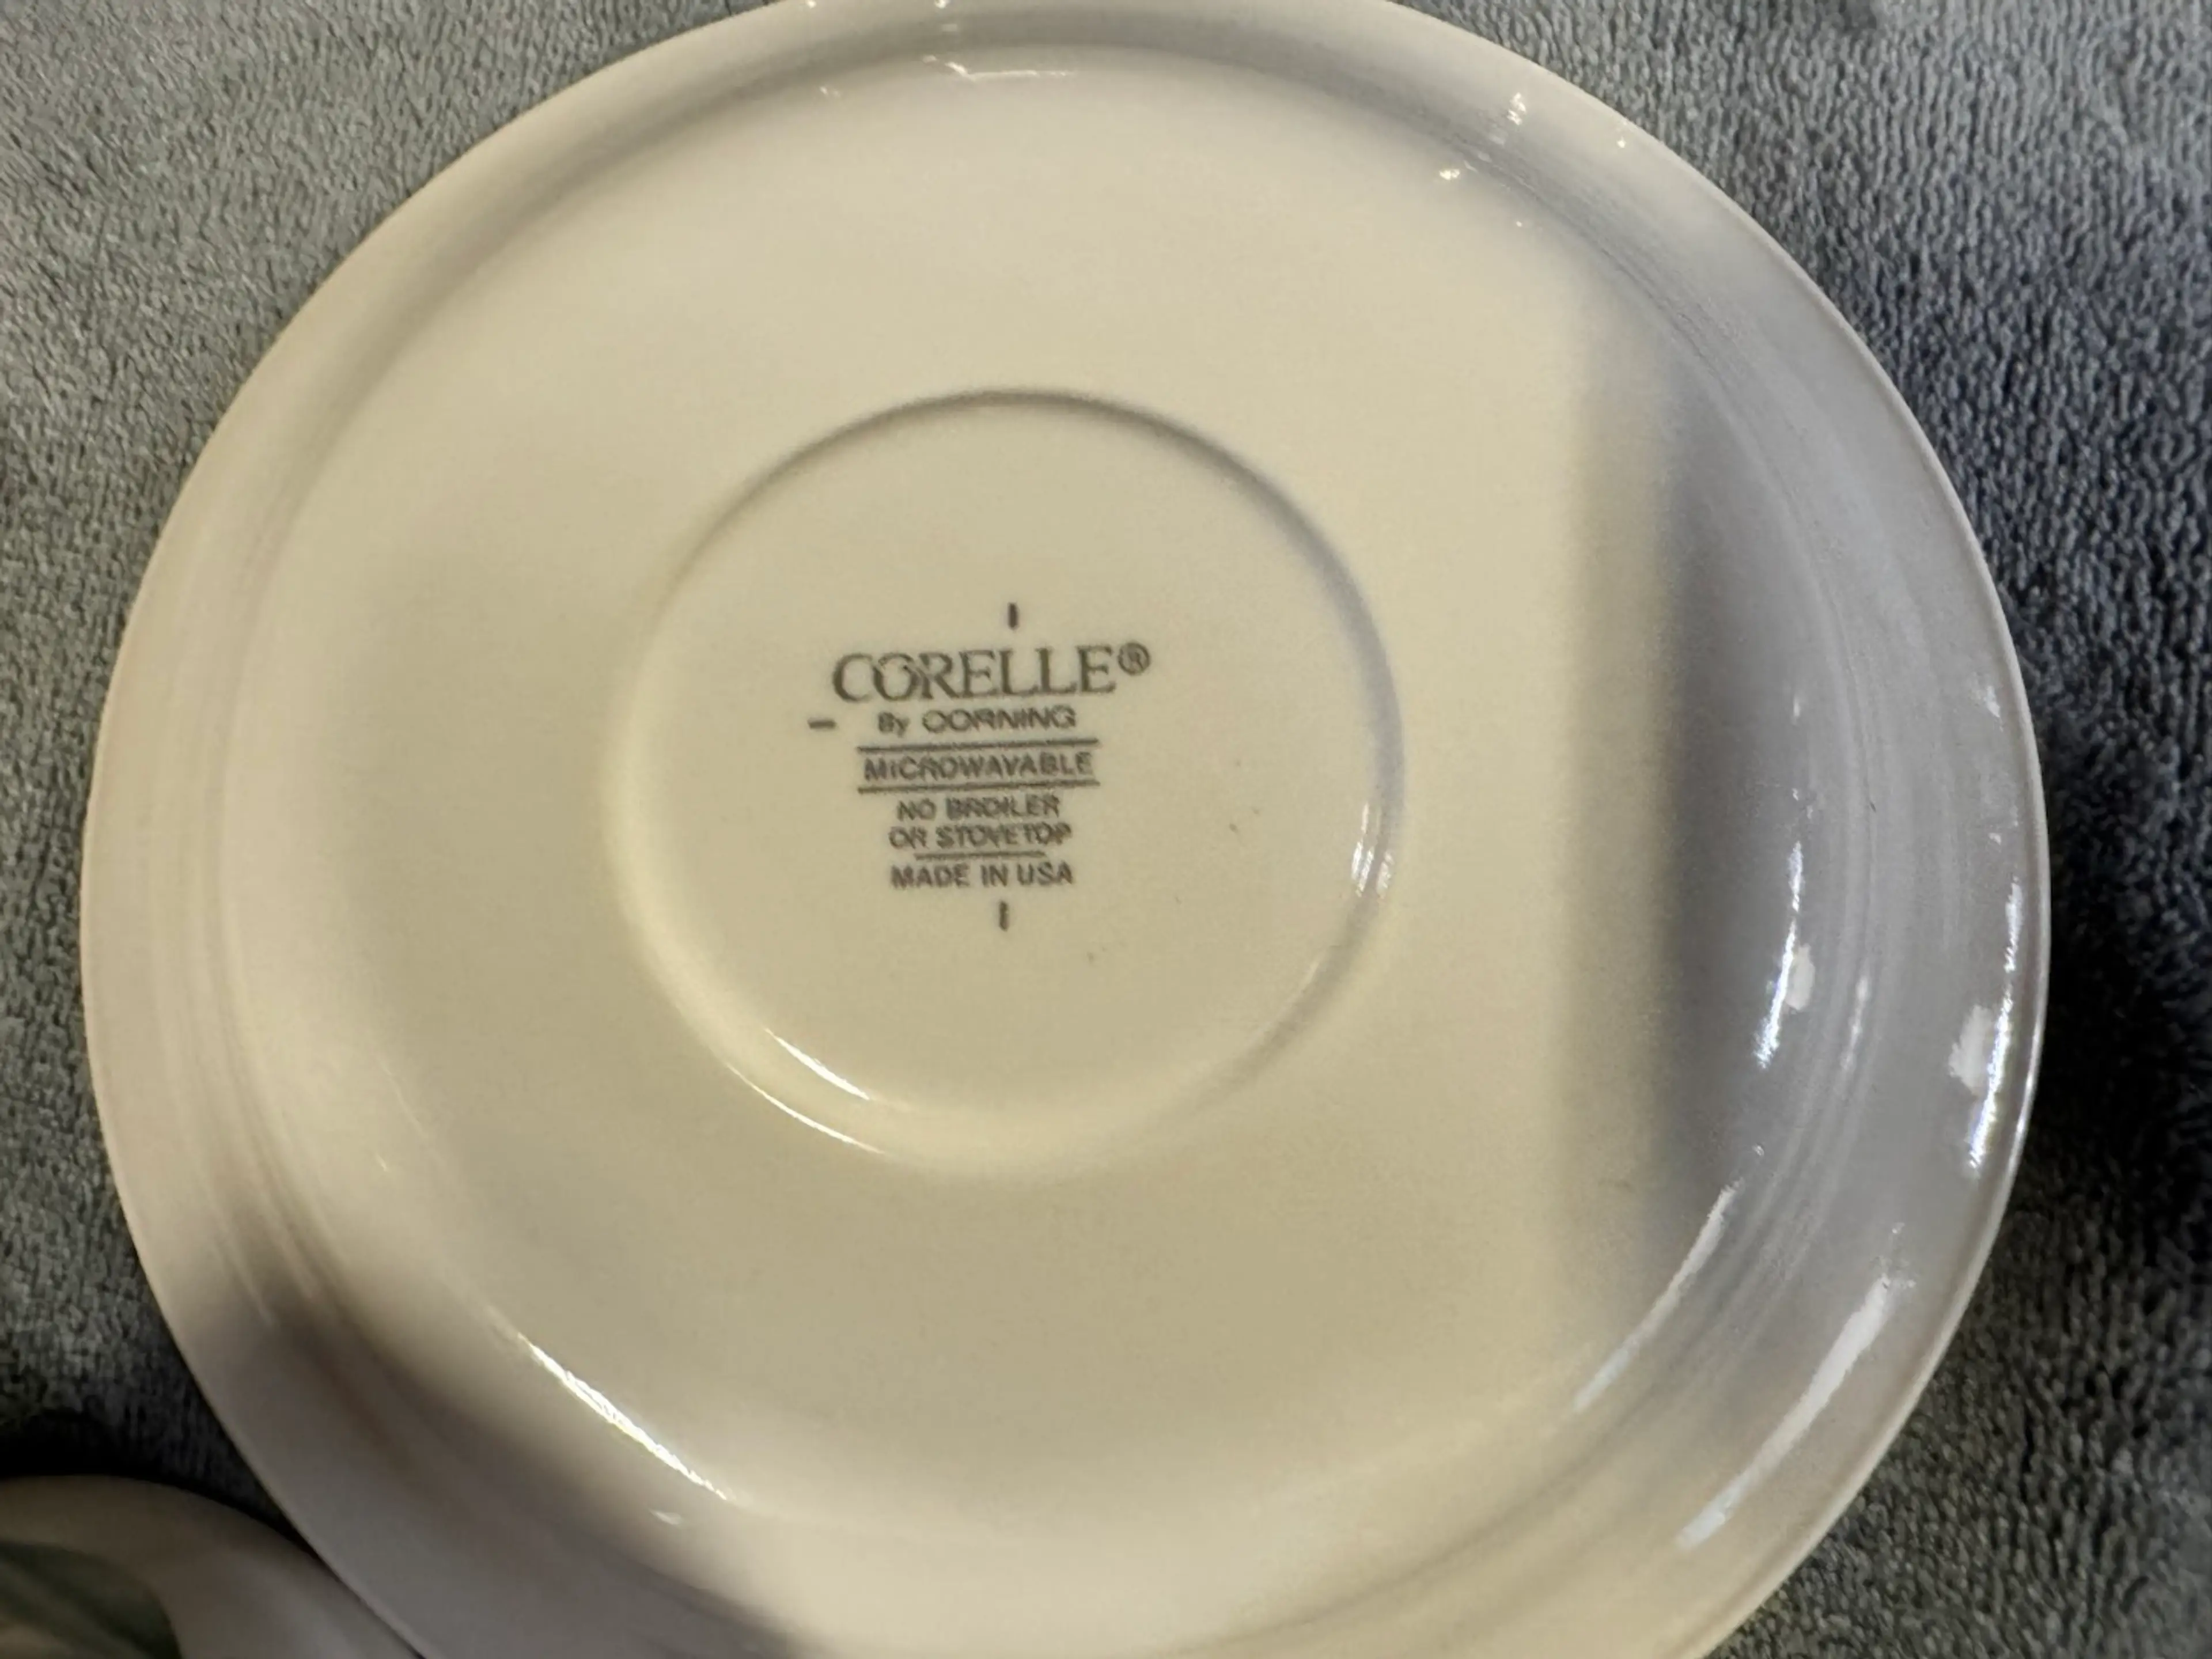 CORELLE®
By CORNING
MICROWAVABLE
NO BROILER
OR STOVETOP
MADE IN USA